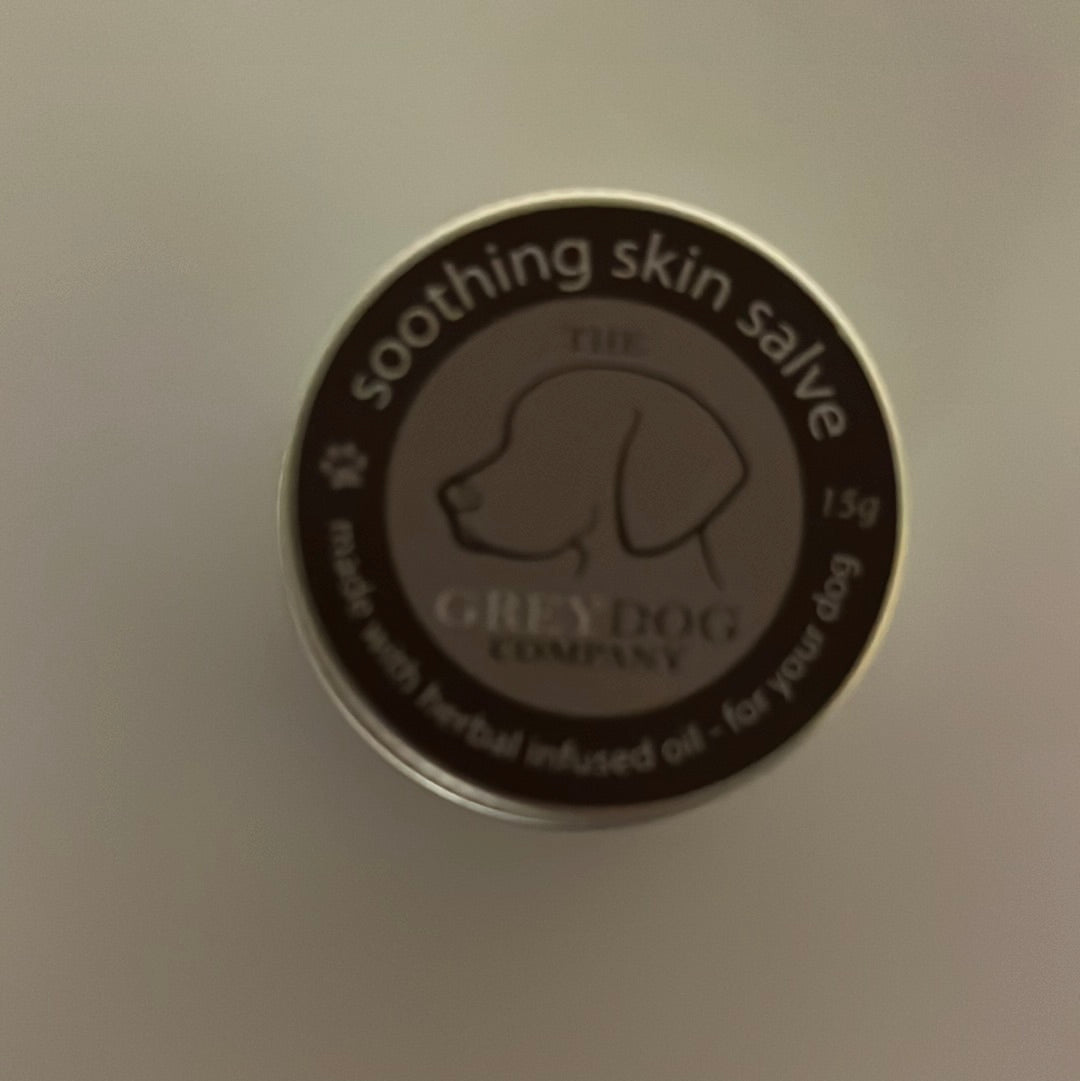 soothing skin salve
15g
THE
GREYDOG
COMPANY
made with herbal infused oil - for your dog